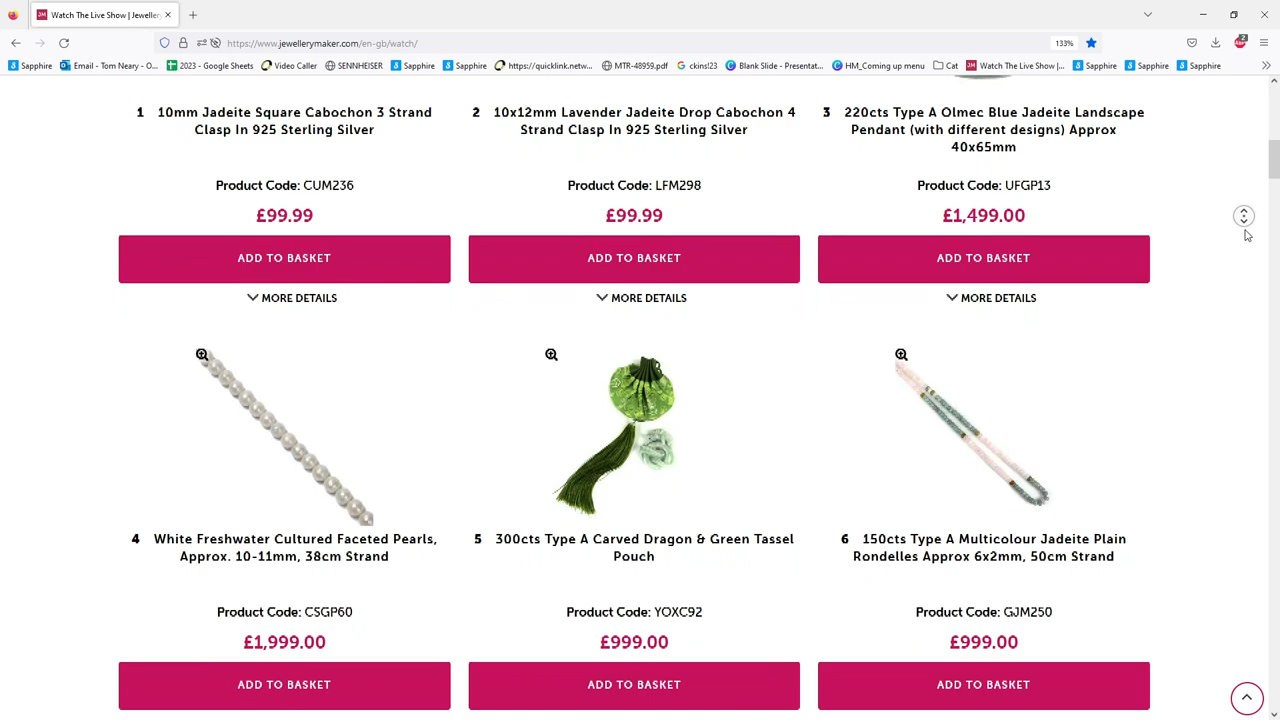 Watch The Live Show | Jeweller
https://www.jewellerymaker.com/en-gb/watch/
133%
2
Sapphire
Email - Tom Neary - O...
2023 - Google Sheets
Video Caller
SENNHEISER
Sapphire
Sapphire
https://quicklink.netw...
MTR-48959.pdf
ckins!23
Blank Slide - Presentat...
HM_Coming up menu
Cat
Watch The Live Show |...
Sapphire
Sapphire
Sapphire
1 10mm Jadeite Square Cabochon 3 Strand
Clasp In 925 Sterling Silver
Product Code: CUM236
£99.99
ADD TO BASKET
MORE DETAILS
2 10x12mm Lavender Jadeite Drop Cabochon 4
Strand Clasp In 925 Sterling Silver
Product Code: LFM298
£99.99
ADD TO BASKET
MORE DETAILS
3 220cts Type A Olmec Blue Jadeite Landscape
Pendant (with different designs) Approx
40x65mm
Product Code: UFGP13
£1,499.00
ADD TO BASKET
MORE DETAILS
4 White Freshwater Cultured Faceted Pearls,
Approx. 10-11mm, 38cm Strand
Product Code: CSGP60
£1,999.00
ADD TO BASKET
5 300cts Type A Carved Dragon & Green Tassel
Pouch
Product Code: YOXC92
£999.00
ADD TO BASKET
6 150cts Type A Multicolour Jadeite Plain
Rondelles Approx 6x2mm, 50cm Strand
Product Code: GJM250
£999.00
ADD TO BASKET